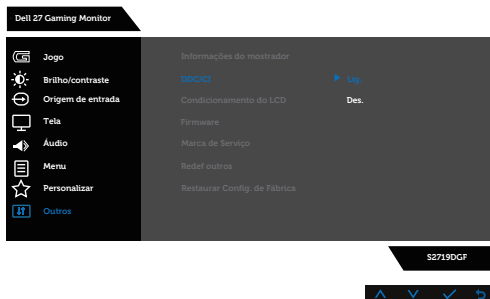 Dell 27 Gaming Monitor
Jogo
Informações do mostrador
Brilho/contraste
DDC/CI
Lig.
Origem de entrada
Condicionamento do LCD
Des.
Tela
Firmware
Áudio
Marca de Serviço
Menu
Redef outros
Personalizar
Restaurar Config. de Fábrica
Outros
S2719DGF